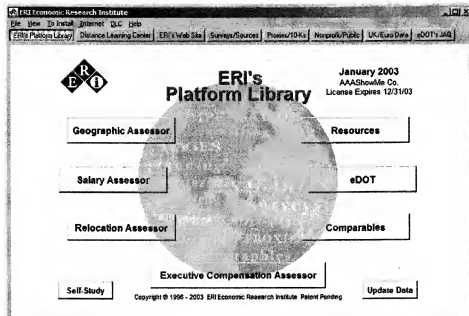 ERI Economic Research Institute
File View To Install Internet DLC Help
ERI's Platform Library Distance Learning Center ERI's Web Site Surveys/Sources Proxies/10-Ks Nonprofit/Public UK/Euro Data eDOT's JAQ
ERi
ERI's
Platform Library
January 2003
AAAShowMe Co.
License Expires 12/31/03
Geographic Assessor
Resources
Salary Assessor
eDOT
Relocation Assessor
Comparables
Executive Compensation Assessor
Self-Study
Update Data
Copyright © 1996 - 2003 ERI Economic Research Institute Patent Pending